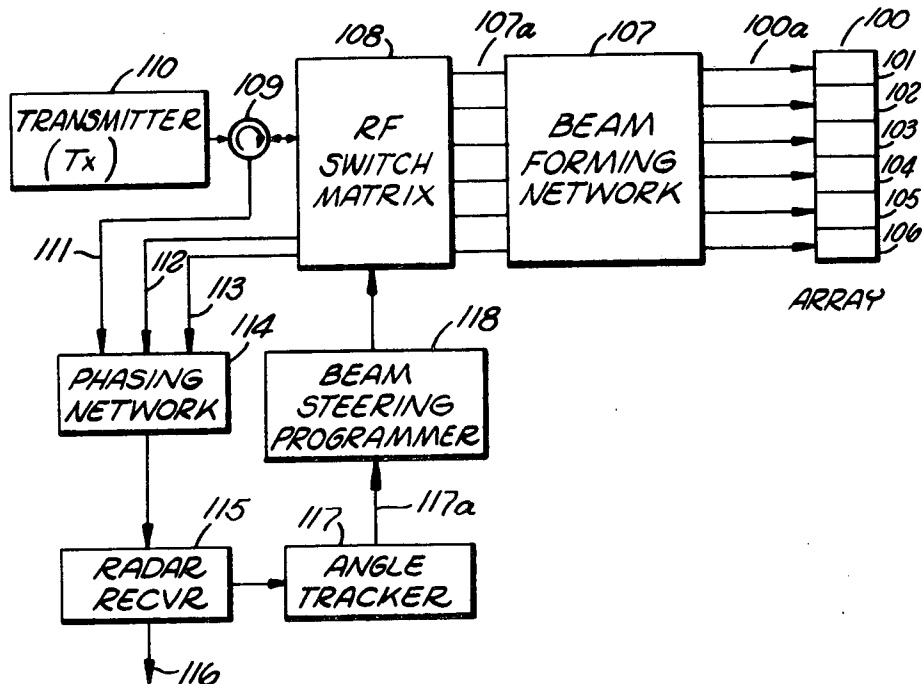 110
TRANSMITTER
(Tx)
109
108
RF
SWITCH
MATRIX
107a
107
BEAM
FORMING
NETWORK
100a
100
101
102
103
104
105
106
ARRAY
111
112
113
114
PHASING
NETWORK
118
BEAM
STEERING
PROGRAMMER
117a
115
RADAR
RECVR
117
ANGLE
TRACKER
116